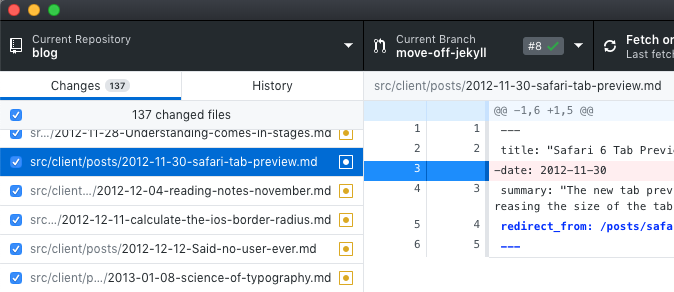 Current Repository
blog
Current Branch
move-off-jekyll
#8
Fetch or
Last fetc
Changes 137
History
src/client/posts/2012-11-30-safari-tab-preview.md
137 changed files
sr.../2012-11-28-Understanding-comes-in-stages.md
src/client/posts/2012-11-30-safari-tab-preview.md
src/client.../2012-12-04-reading-notes-november.md
src.../2012-12-11-calculate-the-ios-border-radius.md
src/client/posts/2012-12-12-Said-no-user-ever.md
src/client/p.../2013-01-08-science-of-typography.md
@@ -1,6 +1,5 @@
1 1 ---
2 2 title: "Safari 6 Tab Previe
3 -date: 2012-11-30
4 3 summary: "The new tab prev
reasing the size of the tab
5 4 redirect_from: /posts/safa
6 5 ---